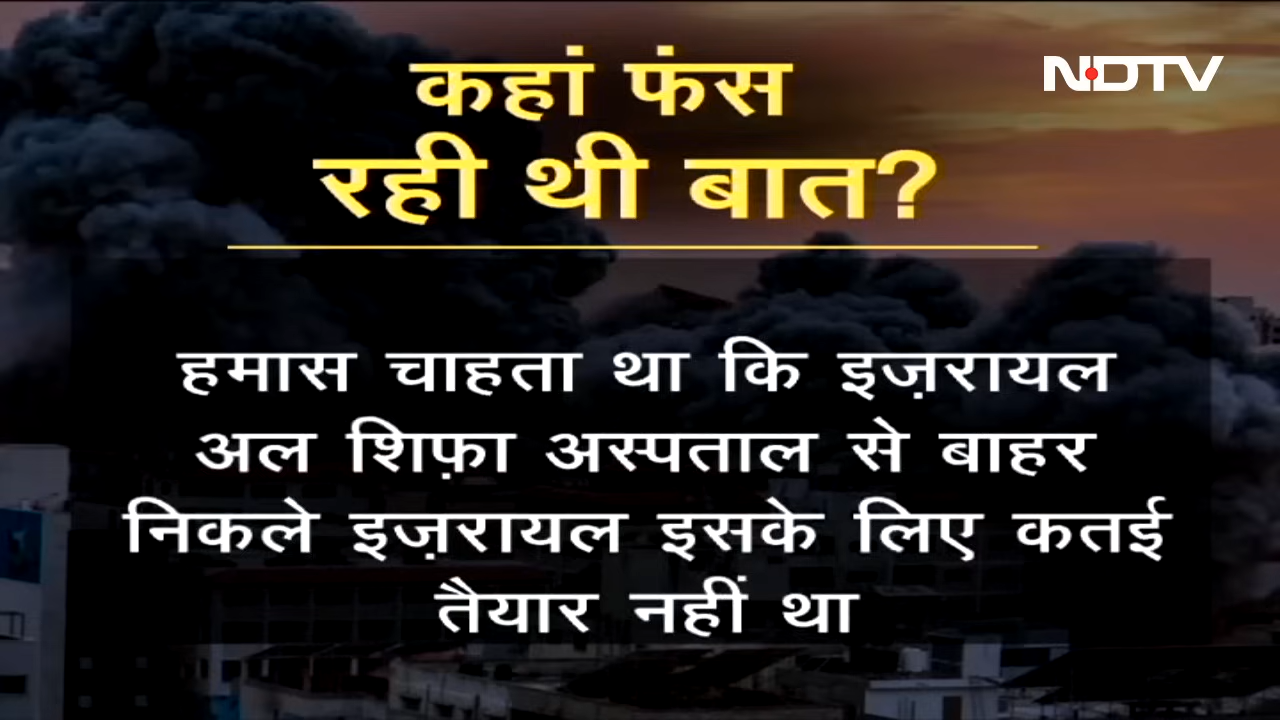 कहां फंस
NDTV
रही थी बात?
हमास चाहता था कि इज़रायल
अल शिफ़ा अस्पताल से बाहर
निकले इज़रायल इसके लिए कतई
तैयार नहीं था